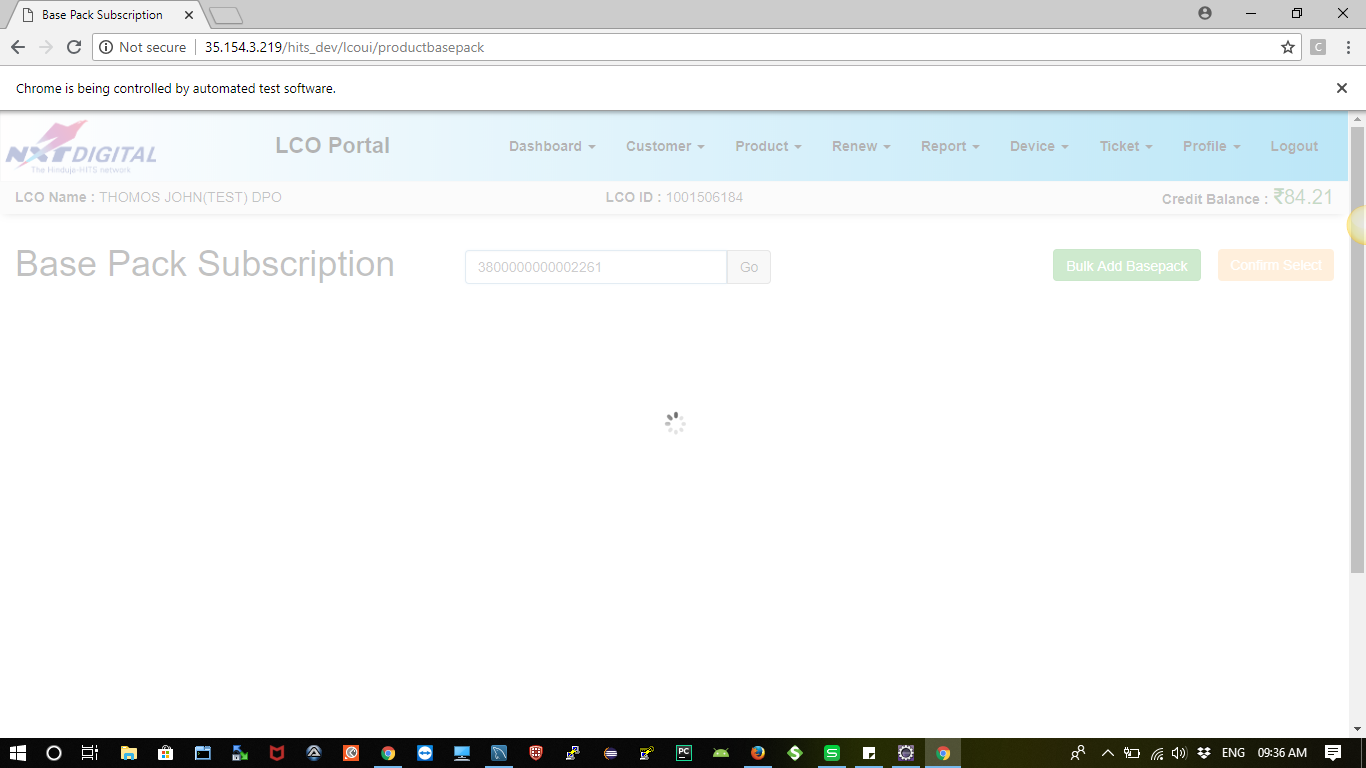 Base Pack Subscription
Not secure 35.154.3.219/hits_dev/lcoui/productbasepack
C
Chrome is being controlled by automated test software.
NXTDIGITAL
The Hinduja-HITS network
LCO Portal
Dashboard Customer Product Renew Report Device Ticket Profile Logout
LCO Name : THOMOS JOHN(TEST) DPO LCO ID : 1001506184 Credit Balance : ₹84.21
Base Pack Subscription 3800000000002261 Go Bulk Add Basepack Confirm Select
PC S ENG 09:36 AM